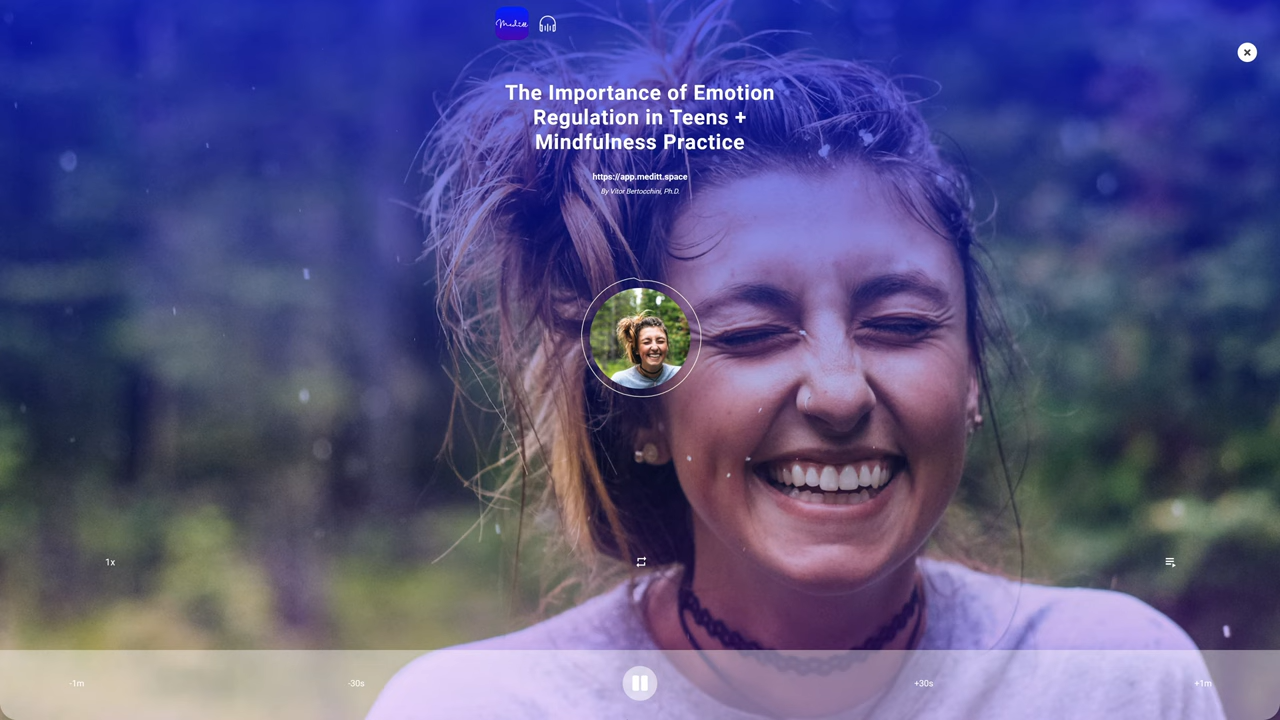 Meditt
The Importance of Emotion
Regulation in Teens +
Mindfulness Practice
https://app.meditt.space
By Vitor Bertocchini, Ph.D.
1x
-1m
-30s
+30s
+1m